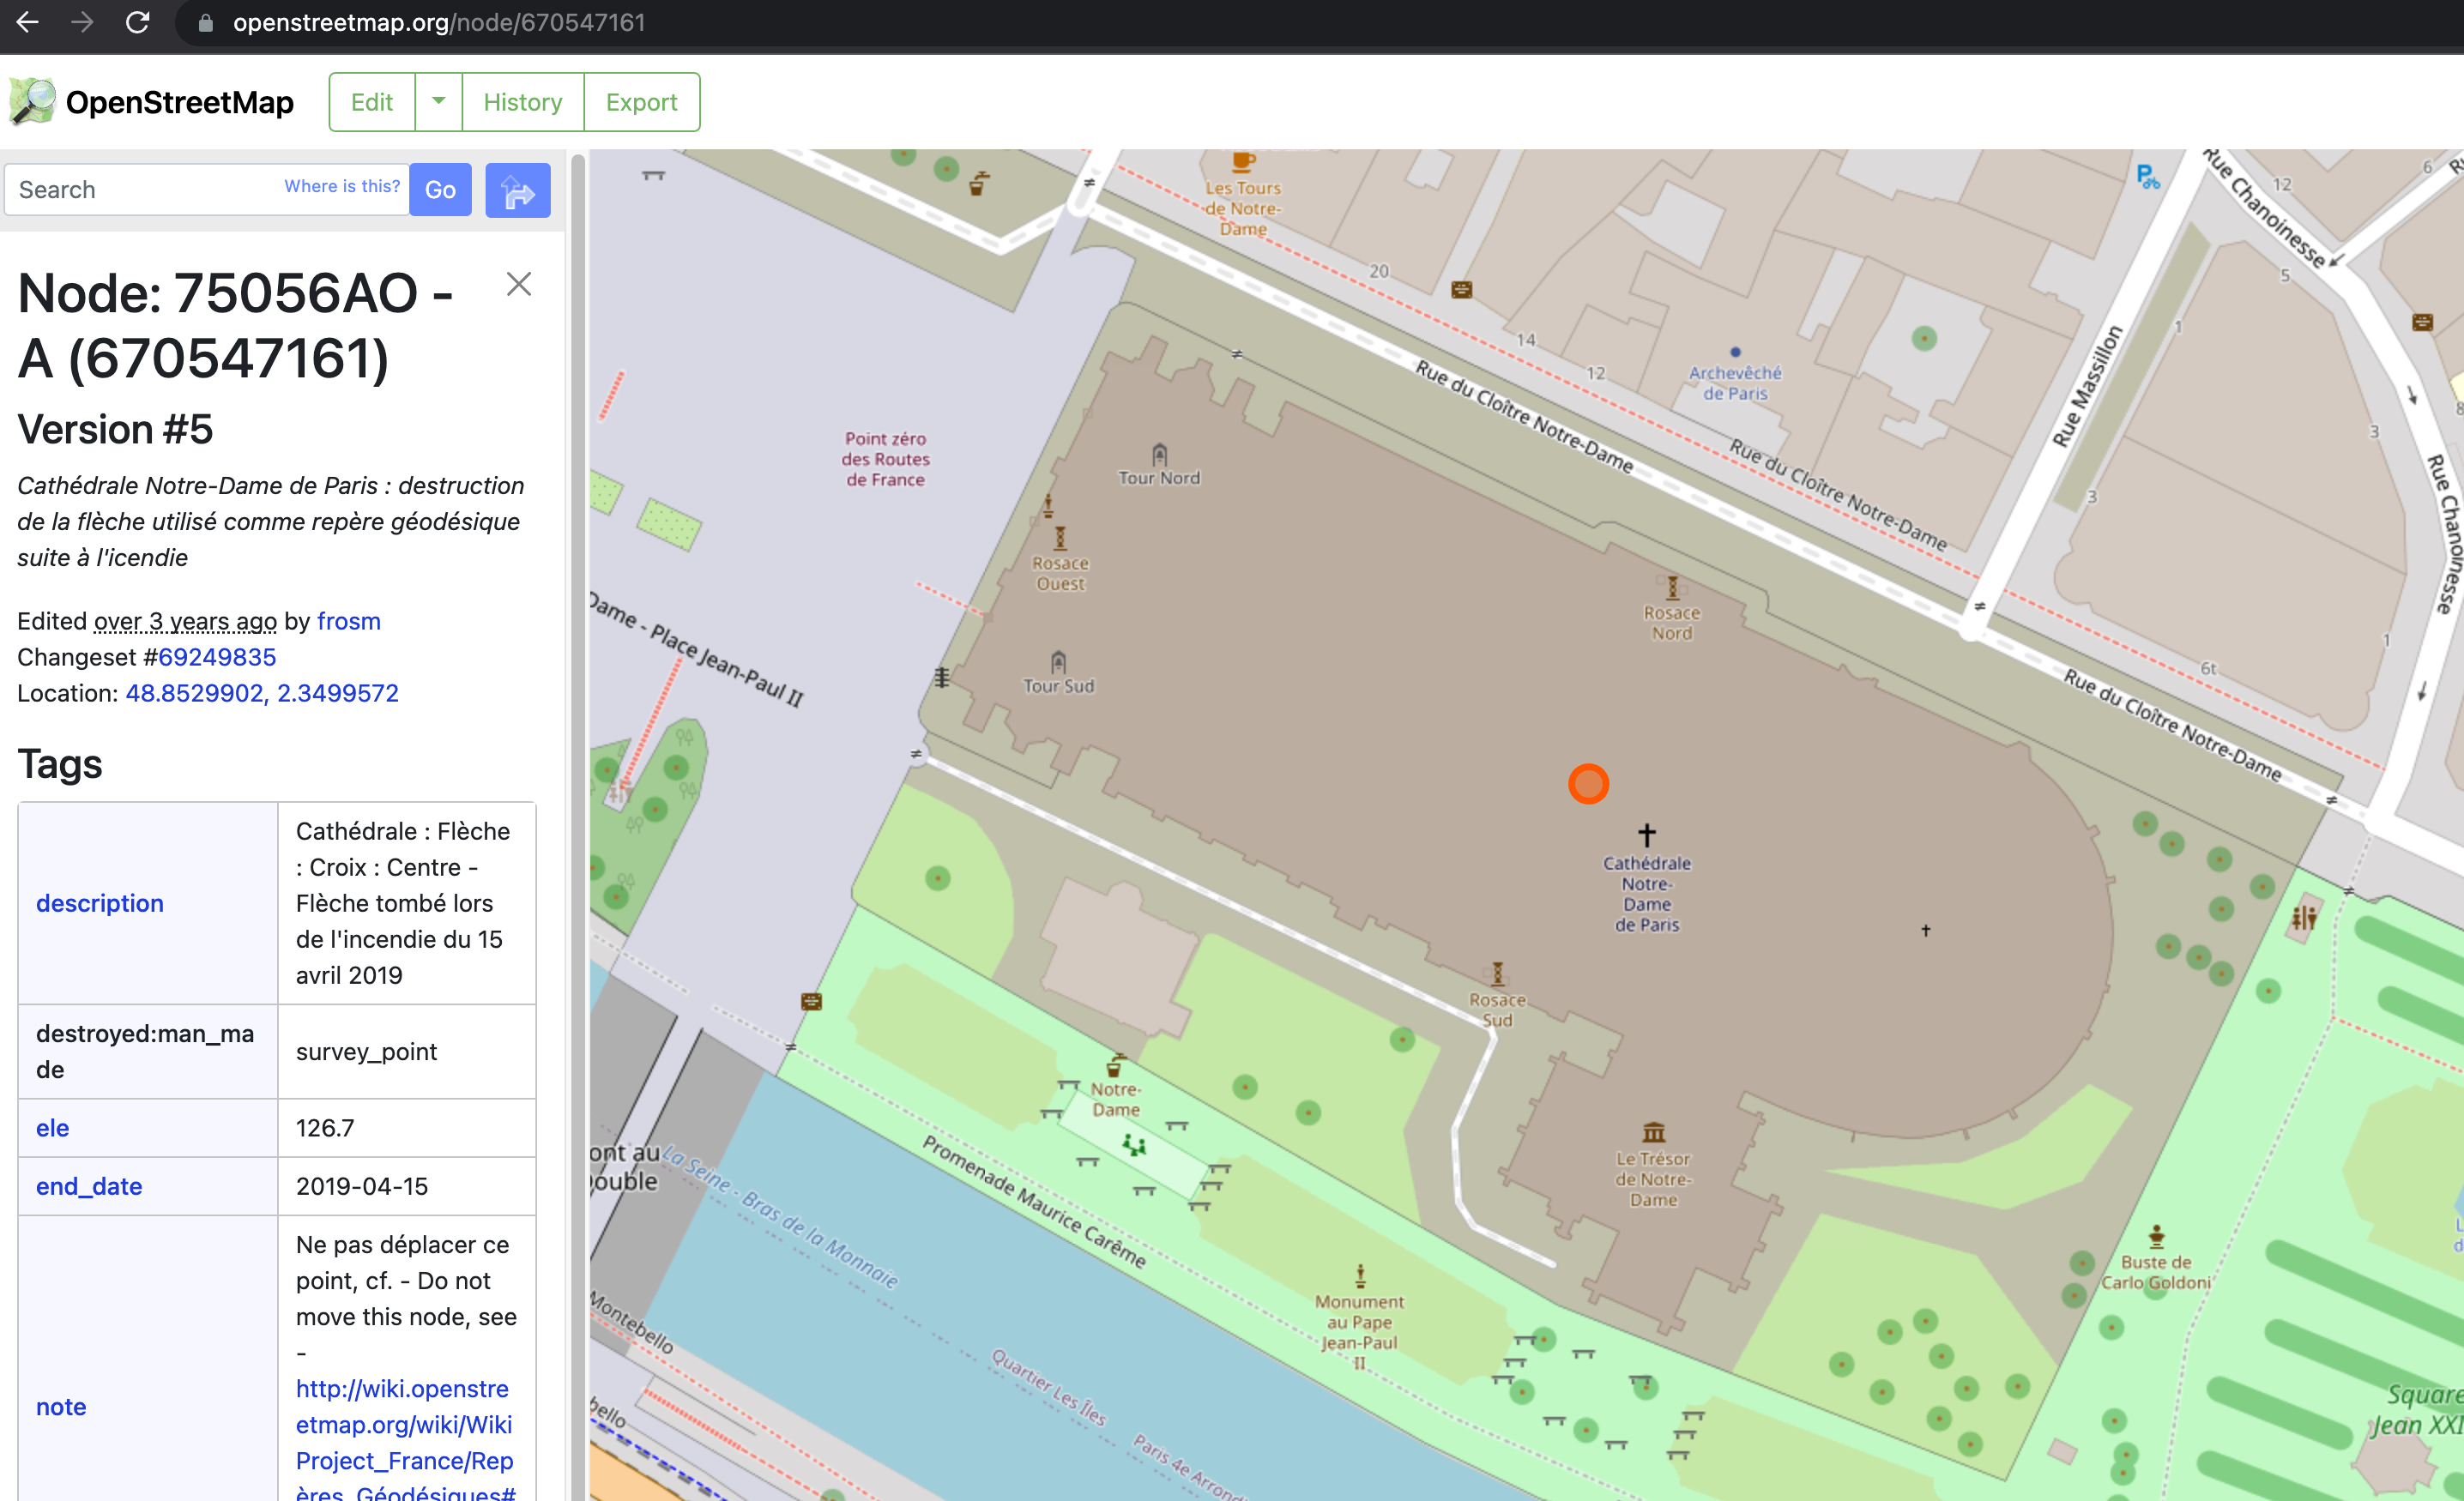 openstreetmap.org/node/670547161
OpenStreetMap
Edit
History
Export
Search
Where is this?
Go
Node: 75056AO -
A (670547161)
Version #5
Cathédrale Notre-Dame de Paris : destruction
de la flèche utilisé comme repère géodésique
suite à l'icendie
Edited over 3 years ago by frosm
Changeset #69249835
Location: 48.8529902, 2.3499572
Tags
description
Cathédrale : Flèche
: Croix : Centre -
Flèche tombé lors
de l'incendie du 15
avril 2019
destroyed:man_ma
de
survey_point
ele
126.7
end_date
2019-04-15
note
Ne pas déplacer ce
point, cf. - Do not
move this node, see
-
http://wiki.openstre
etmap.org/wiki/Wiki
Project_France/Rep
ères_Géodésiques#
Les Tours
de Notre-
Dame
20
14
12
Archevêché
de Paris
Rue du Cloître Notre-Dame
Rue du Cloître Notre-Dame
Rue du Cloître Notre-Dame
Rue Massillon
Rue Chanoinesse
Rue Chanoinesse
12
6
5
1
3
3
1
6t
8
Point zéro
des Routes
de France
Tour Nord
Rosace
Ouest
Tour Sud
Rosace
Nord
Dame - Place Jean-Paul II
Cathédrale
Notre-
Dame
de Paris
Rosace
Sud
Notre-
Dame
Le Trésor
de Notre-
Dame
ont au
ouble
La Seine - Bras de la Monnaie
Promenade Maurice Carême
Monument
au Pape
Jean-Paul
II
Buste de
Carlo Goldoni
Montebello
bello
Quartier Les Îles
Paris 4e Arrond
Square
Jean XXI